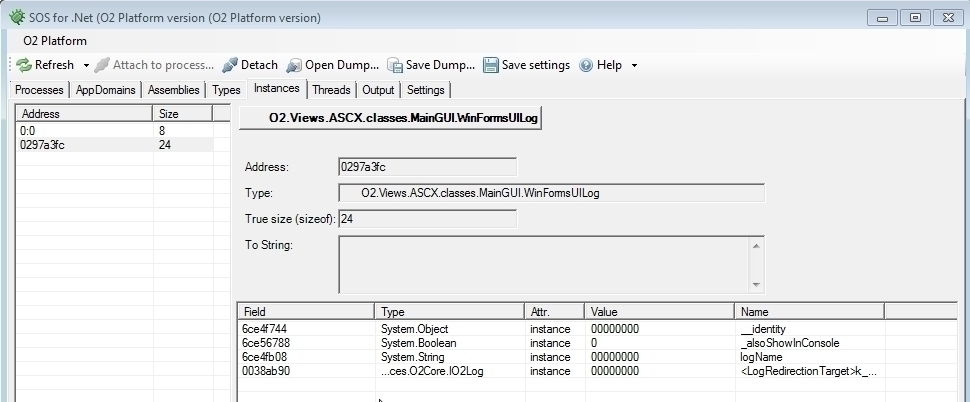 SOS for .Net (O2 Platform version (O2 Platform version)
O2 Platform
Refresh Attach to process... Detach Open Dump... Save Dump... Save settings Help
Processes AppDomains Assemblies Types Instances Threads Output Settings
Address Size
0:0 8
0297a3fc 24
O2.Views.ASCX.classes.MainGUI.WinFormsUILog
Address: 0297a3fc
Type: O2.Views.ASCX.classes.MainGUI.WinFormsUILog
True size (sizeof): 24
To String:
Field Type Attr. Value Name
6ce4f744 System.Object instance 00000000 __identity
6ce56788 System.Boolean instance 0 _alsoShowInConsole
6ce4fb08 System.String instance 00000000 logName
0038ab90 ...ces.O2Core.IO2Log instance 00000000 <LogRedirectionTarget>k_...